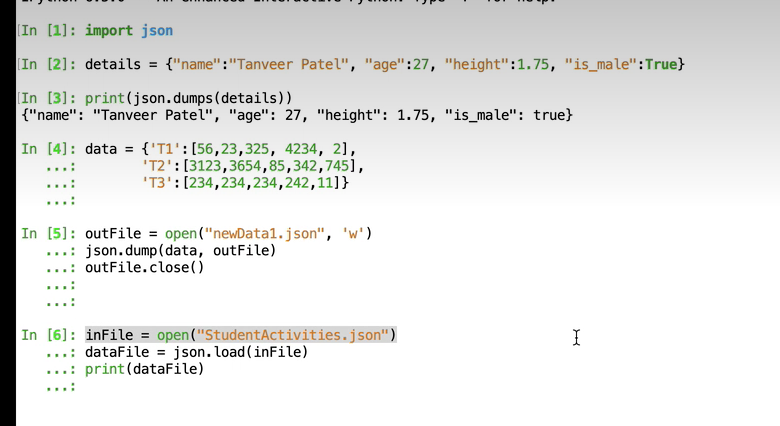 In [1]: import json
In [2]: details = {"name":"Tanveer Patel", "age":27, "height":1.75, "is_male":True}
In [3]: print(json.dumps(details))
{"name": "Tanveer Patel", "age": 27, "height": 1.75, "is_male": true}
In [4]: data = {'T1':[56,23,325, 4234, 2],
...: 'T2':[3123,3654,85,342,745],
...: 'T3':[234,234,234,242,11]}
...:
In [5]: outFile = open("newData1.json", 'w')
...: json.dump(data, outFile)
...: outFile.close()
...:
...:
In [6]: inFile = open("StudentActivities.json")
...: dataFile = json.load(inFile)
...: print(dataFile)
...: